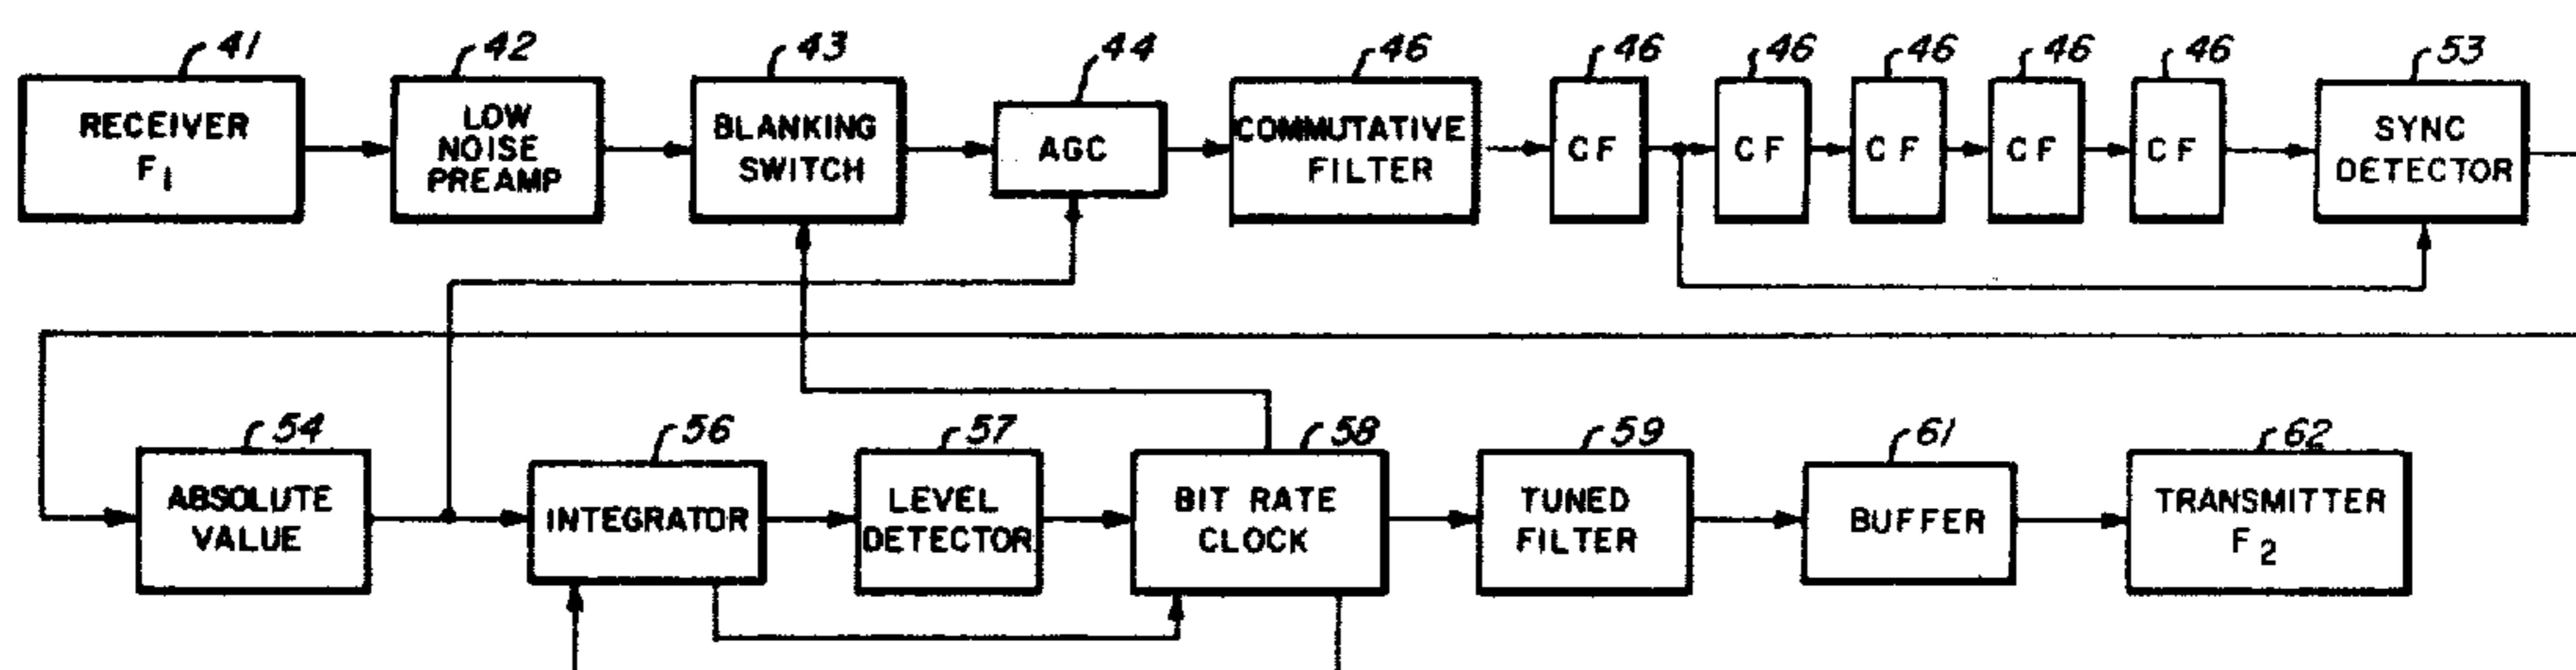 41 42 43 44 46 46 46 46 46 46 53
RECEIVER
F1
LOW
NOISE
PREAMP
BLANKING
SWITCH
AGC
COMMUTATIVE
FILTER
CF
CF
CF
CF
CF
SYNC
DETECTOR
54 56 57 58 59 61 62
ABSOLUTE
VALUE
INTEGRATOR
LEVEL
DETECTOR
BIT RATE
CLOCK
TUNED
FILTER
BUFFER
TRANSMITTER
F2